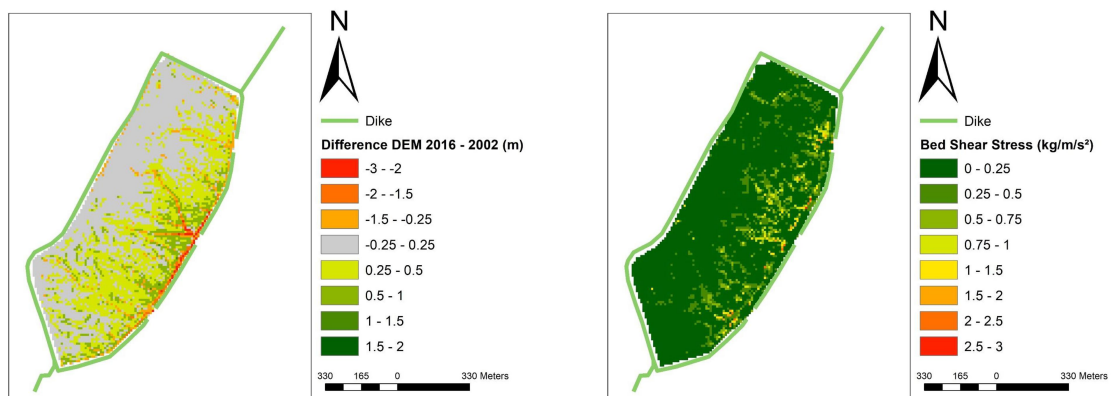 N
Dike
Difference DEM 2016 - 2002 (m)
-3 - -2
-2 - -1.5
-1.5 - -0.25
-0.25 - 0.25
0.25 - 0.5
0.5 - 1
1 - 1.5
1.5 - 2
330 165 0 330 Meters
N
Dike
Bed Shear Stress (kg/m/s²)
0 - 0.25
0.25 - 0.5
0.5 - 0.75
0.75 - 1
1 - 1.5
1.5 - 2
2 - 2.5
2.5 - 3
330 165 0 330 Meters